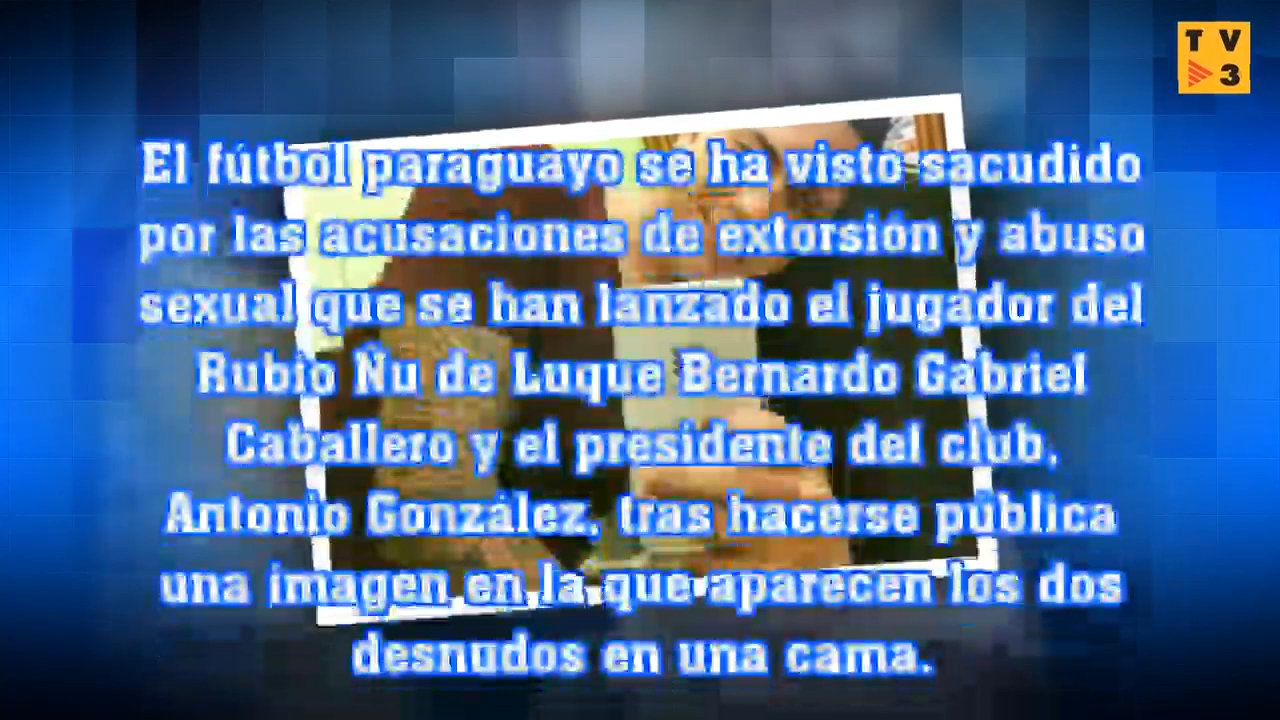 TV
3
El fútbol paraguayo se ha visto sacudido
por las acusaciones de extorsión y abuso
sexual que se han lanzado el jugador del
Rubio Ñu de Luque Bernardo Gabriel
Caballero y el presidente del club,
Antonio González, tras hacerse pública
una imagen en la que aparecen los dos
desnudos en una cama.